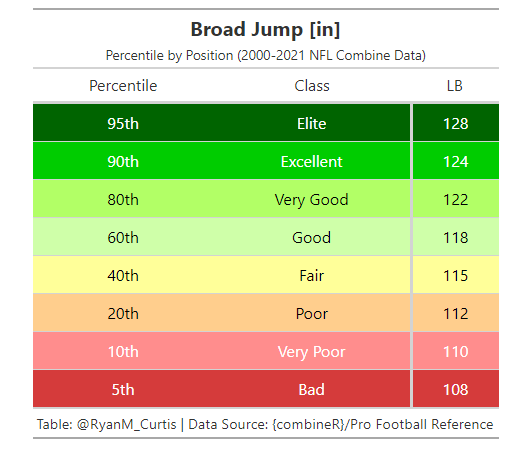 Broad Jump [in]
Percentile by Position (2000-2021 NFL Combine Data)
Percentile Class LB
95th Elite 128
90th Excellent 124
80th Very Good 122
60th Good 118
40th Fair 115
20th Poor 112
10th Very Poor 110
5th Bad 108
Table: @RyanM_Curtis | Data Source: {combineR}/Pro Football Reference